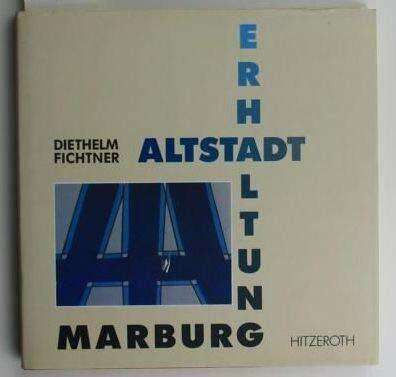 DIETHELM
FICHTNER
ALTSTADT
ERHALTUNG
MARBURG
HITZEROTH